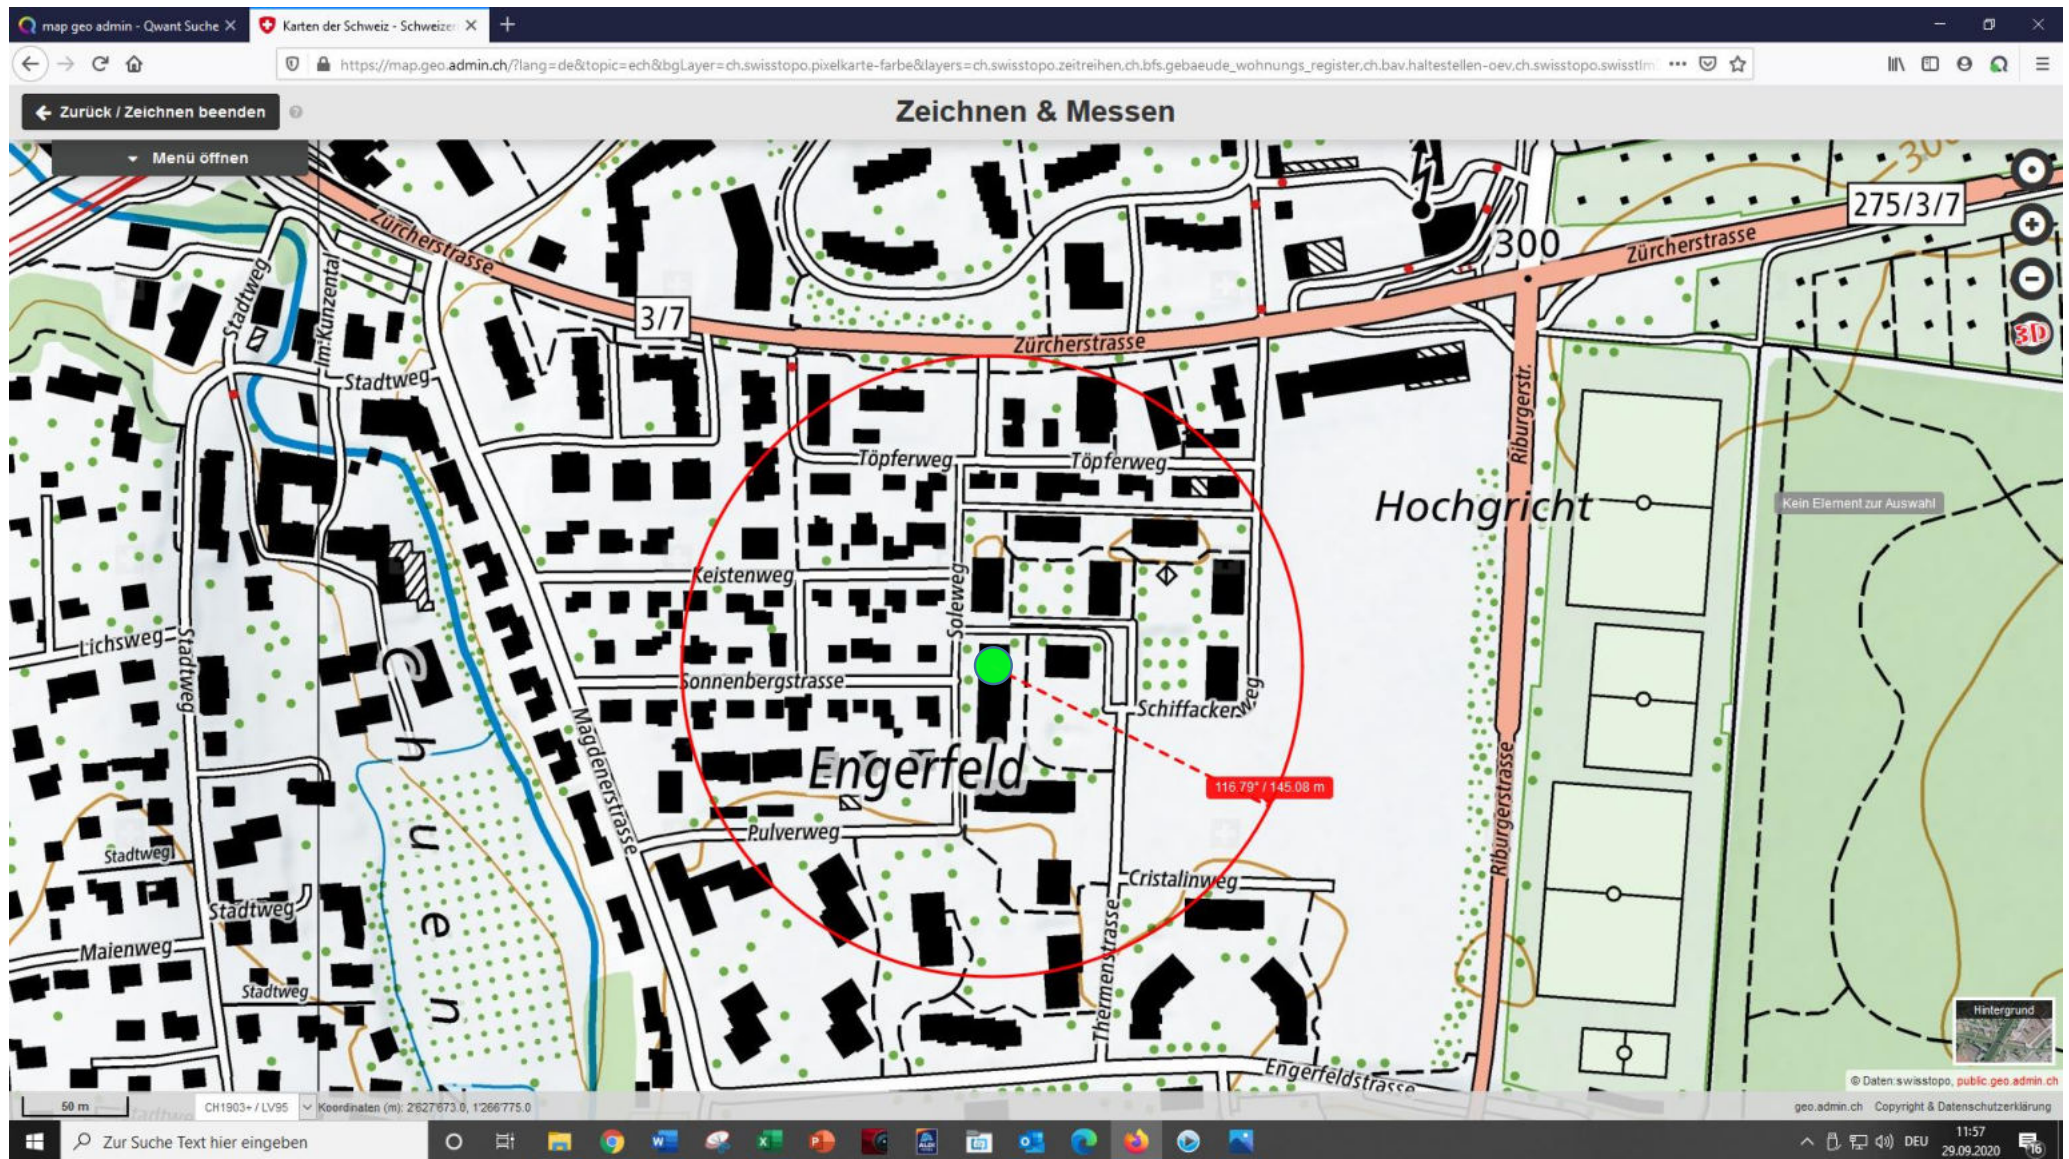 map geo admin - Qwant Suche
Karten der Schweiz - Schweizer
https://map.geo.admin.ch/?lang=de&topic=ech&bgLayer=ch.swisstopo.pixelkarte-farbe&layers=ch.swisstopo.zeitreihen,ch.bfs.gebaeude_wohnungs_register,ch.bav.haltestellen-oev,ch.swisstopo.swisstlm
Zurück / Zeichnen beenden
Zeichnen & Messen
Menü öffnen
300
275/3/7
Zürcherstrasse
300
Zürcherstrasse
Stadtweg
Im Kunzental
3/7
Zürcherstrasse
3D
Stadtweg
Riburgerstr.
Töpferweg
Töpferweg
Hochgricht
Kein Element zur Auswahl
Keistenweg
Soleweg
Lichsweg
Stadtweg
Sonnenbergstrasse
Schiffackerweg
Magdenerstrasse
Engerfeld
116.79° / 145.08 m
Riburgerstrasse
Pulverweg
Stadtweg
Chuen
Cristalinweg
Stadtweg
Thermenstrasse
Maienweg
Stadtweg
Hintergrund
Engerfeldstrasse
© Daten:swisstopo, public.geo.admin.ch
50 m
CH1903+ / LV95
Koordinaten (m): 2'627'673.0, 1'266'775.0
geo.admin.ch Copyright & Datenschutzerklärung
Zur Suche Text hier eingeben
DEU
11:57
29.09.2020
16